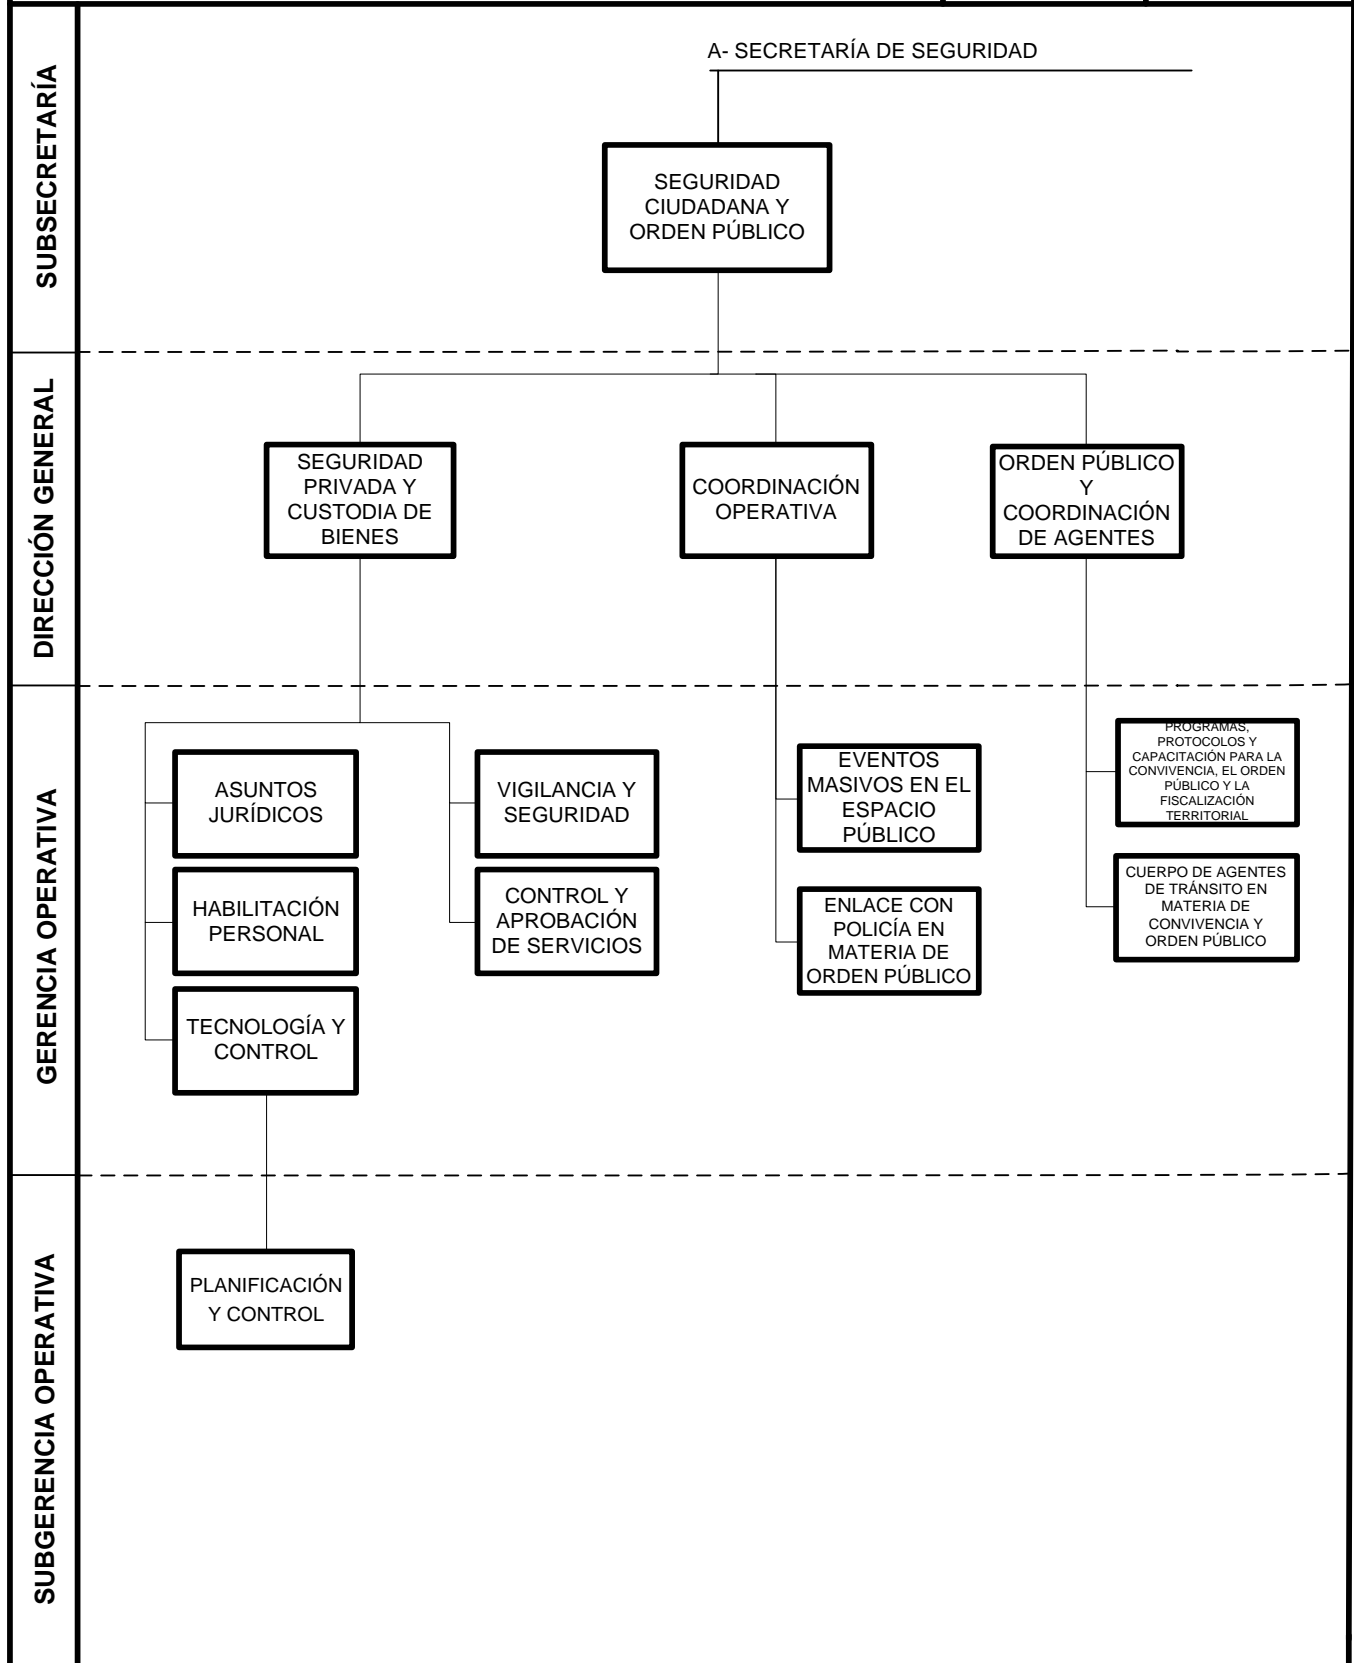 A- SECRETARÍA DE SEGURIDAD
SUBSECRETARÍA
SEGURIDAD
CIUDADANA Y
ORDEN PÚBLICO
DIRECCIÓN GENERAL
SEGURIDAD
PRIVADA Y
CUSTODIA DE
BIENES
COORDINACIÓN
OPERATIVA
ORDEN PÚBLICO
Y
COORDINACIÓN
DE AGENTES
GERENCIA OPERATIVA
ASUNTOS
JURÍDICOS
HABILITACIÓN
PERSONAL
TECNOLOGÍA Y
CONTROL
VIGILANCIA Y
SEGURIDAD
CONTROL Y
APROBACIÓN
DE SERVICIOS
EVENTOS
MASIVOS EN EL
ESPACIO
PÚBLICO
ENLACE CON
POLICÍA EN
MATERIA DE
ORDEN PÚBLICO
PROGRAMAS,
PROTOCOLOS Y
CAPACITACIÓN PARA LA
CONVIVENCIA, EL ORDEN
PÚBLICO Y LA
FISCALIZACIÓN
TERRITORIAL
CUERPO DE AGENTES
DE TRÁNSITO EN
MATERIA DE
CONVIVENCIA Y
ORDEN PÚBLICO
SUBGERENCIA OPERATIVA
PLANIFICACIÓN
Y CONTROL